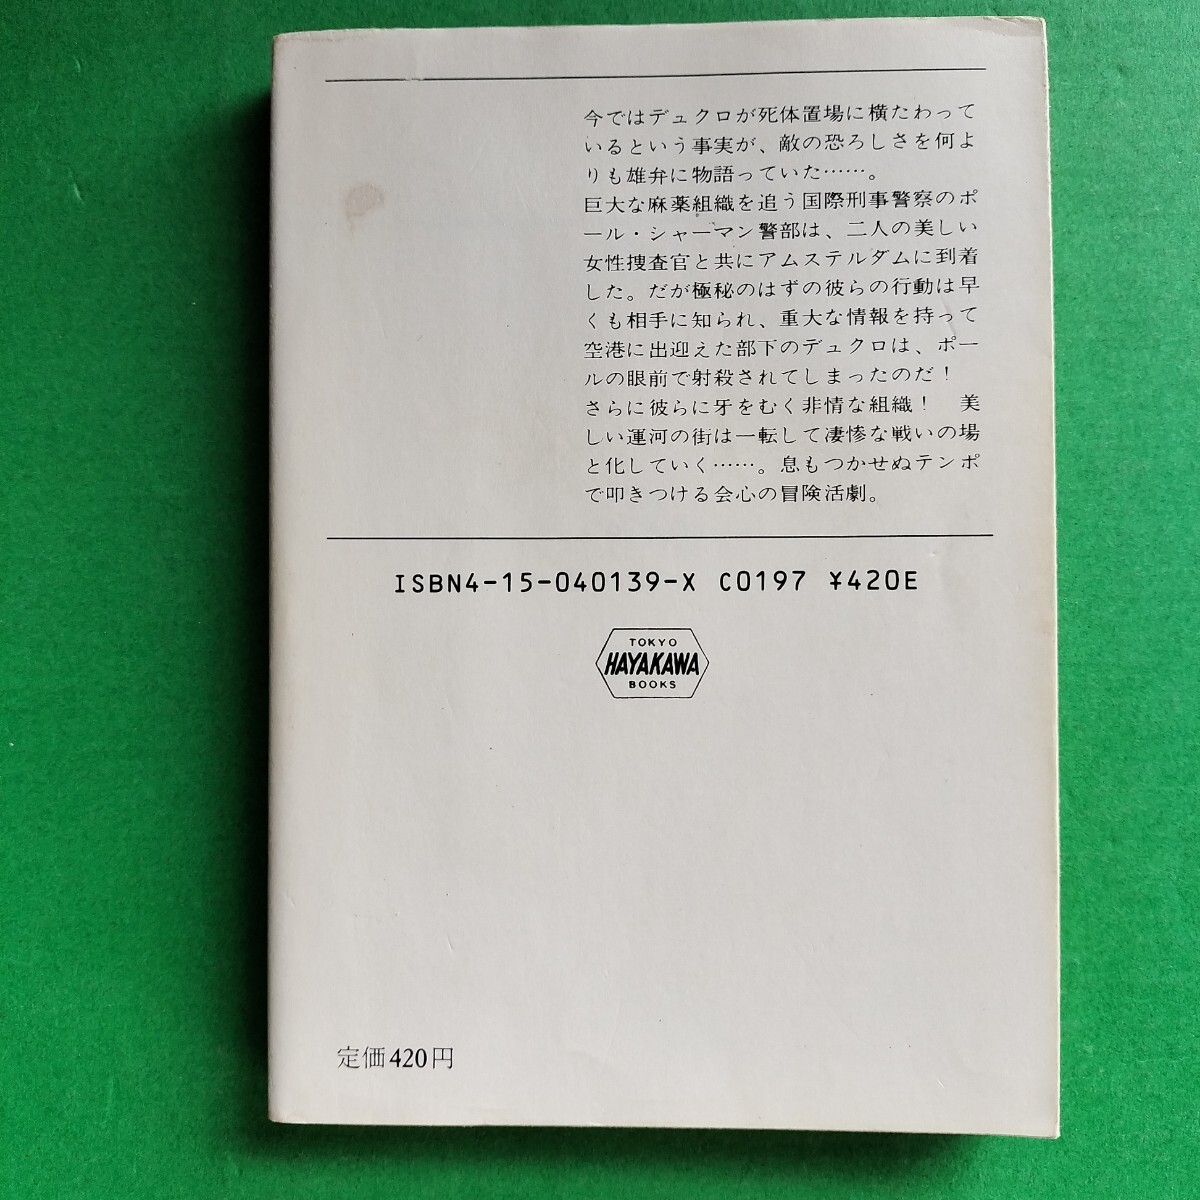 今ではデュクロが死体置場に横たわって
いるという事実が、敵の恐ろしさを何よ
りも雄弁に物語っていた……。
巨大な麻薬組織を追う国際刑事警察のポ
ール・シャーマン警部は、二人の美しい
女性捜査官と共にアムステルダムに到着
した。だが極秘のはずの彼らの行動は早
くも相手に知られ、重大な情報を持って
空港に出迎えた部下のデュクロは、ポー
ルの眼前で射殺されてしまったのだ！
さらに彼らに牙をむく非情な組織！　美
しい運河の街は一転して凄惨な戦いの場
と化していく……。息もつかせぬテンポ
で叩きつける会心の冒険活劇。
ISBN4-15-040139-X C0197 ¥420E
TOKYO
HAYAKAWA
BOOKS
定価420円